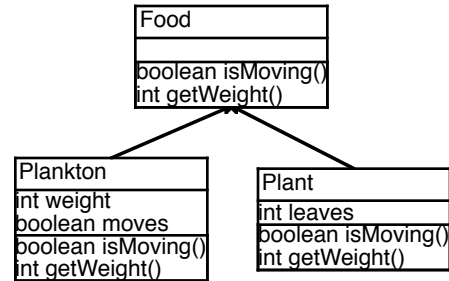 Food
boolean isMoving()
int getWeight()
Plankton
int weight
boolean moves
boolean isMoving()
int getWeight()
Plant
int leaves
boolean isMoving()
int getWeight()